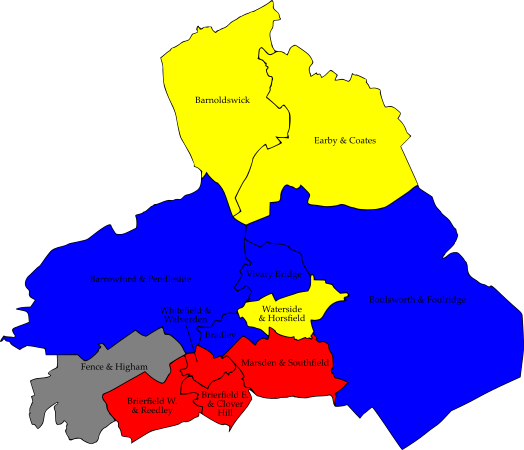 Barnoldswick
Earby & Coates
Barrowford & Pendleside
Vivary Bridge
Boulsworth & Foulridge
Whitefield &
Walverden
Waterside
& Horsfield
Bradley
Fence & Higham
Marsden & Southfield
Brierfield W.
& Reedley
Brierfield E.
& Clover
Hill